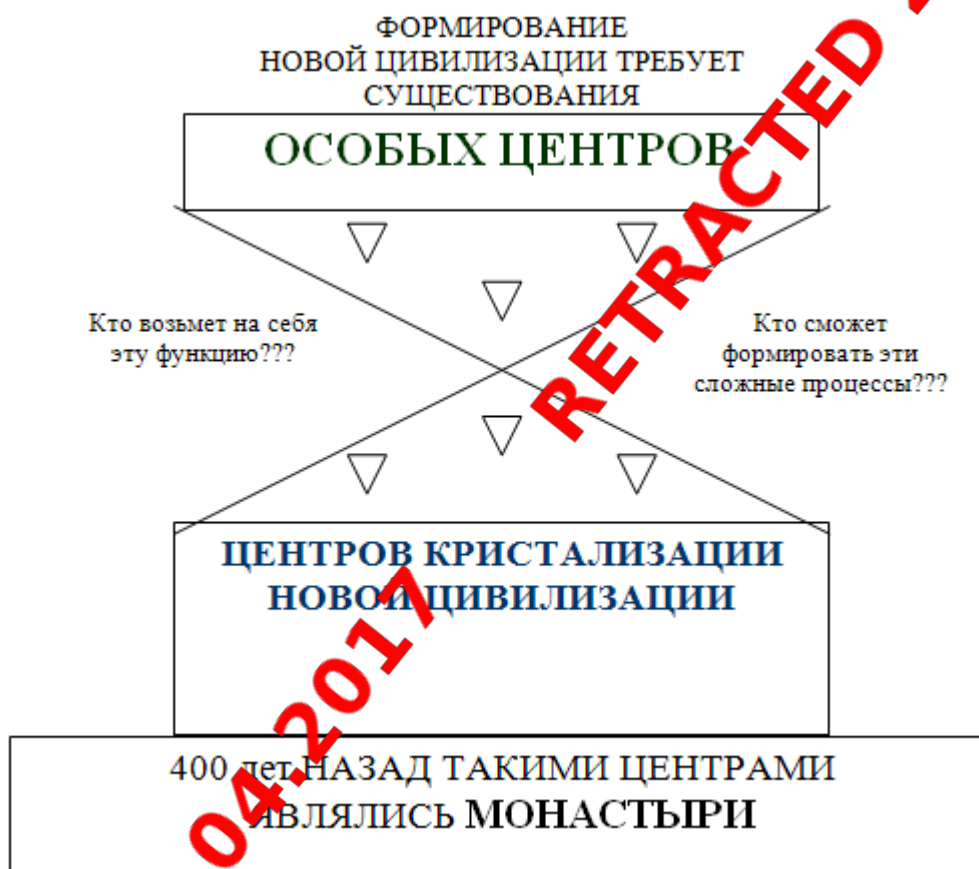 ФОРМИРОВАНИЕ
НОВОЙ ЦИВИЛИЗАЦИИ ТРЕБУЕТ
СУЩЕСТВОВАНИЯ
ОСОБЫХ ЦЕНТРОВ
Кто возьмет на себя
эту функцию???
Кто сможет
формировать эти
сложные процессы???
ЦЕНТРОВ КРИСТАЛИЗАЦИИ
НОВОЙ ЦИВИЛИЗАЦИИ
400 лет НАЗАД ТАКИМИ ЦЕНТРАМИ
ЯВЛЯЛИСЬ МОНАСТЫРИ
RETRACTED
04.2017